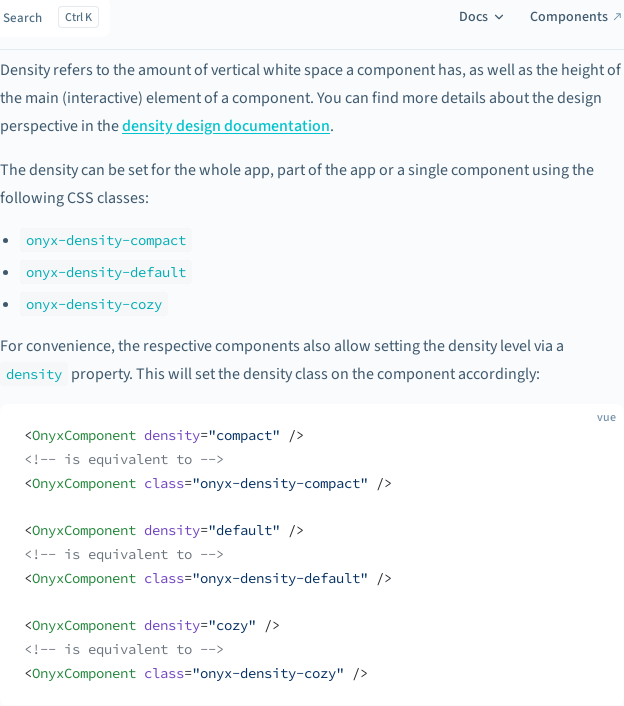 Search Ctrl K Docs Components ↗
Density refers to the amount of vertical white space a component has, as well as the height of
the main (interactive) element of a component. You can find more details about the design
perspective in the density design documentation.
The density can be set for the whole app, part of the app or a single component using the
following CSS classes:
• onyx-density-compact
• onyx-density-default
• onyx-density-cozy
For convenience, the respective components also allow setting the density level via a
density property. This will set the density class on the component accordingly:
vue
<OnyxComponent density="compact" />
<!-- is equivalent to -->
<OnyxComponent class="onyx-density-compact" />
<OnyxComponent density="default" />
<!-- is equivalent to -->
<OnyxComponent class="onyx-density-default" />
<OnyxComponent density="cozy" />
<!-- is equivalent to -->
<OnyxComponent class="onyx-density-cozy" />